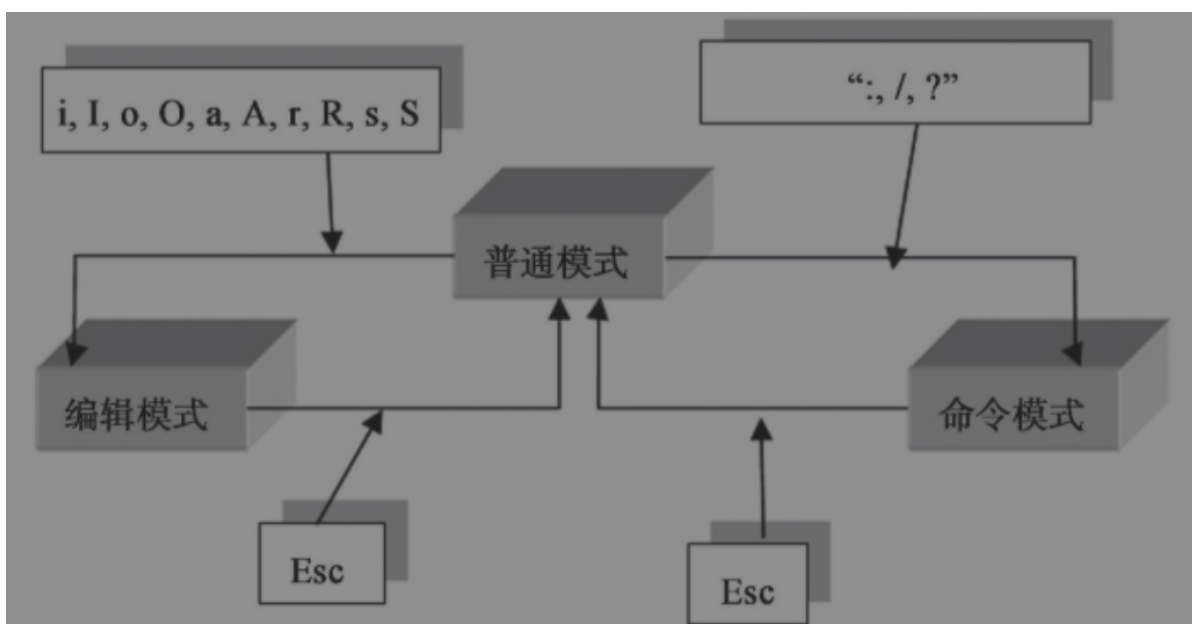 i, I, o, O, a, A, r, R, s, S
“:, /, ?”
普通模式
编辑模式
命令模式
Esc
Esc